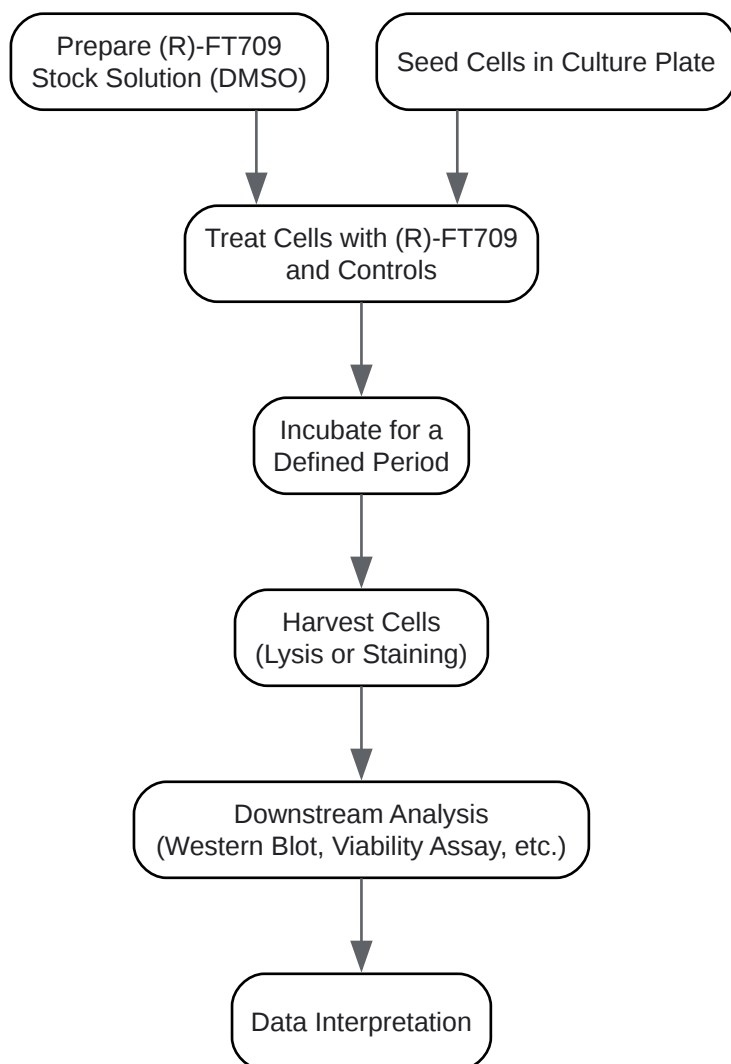 Prepare (R)-FT709
Stock Solution (DMSO)
Seed Cells in Culture Plate
Treat Cells with (R)-FT709
and Controls
Incubate for a
Defined Period
Harvest Cells
(Lysis or Staining)
Downstream Analysis
(Western Blot, Viability Assay, etc.)
Data Interpretation